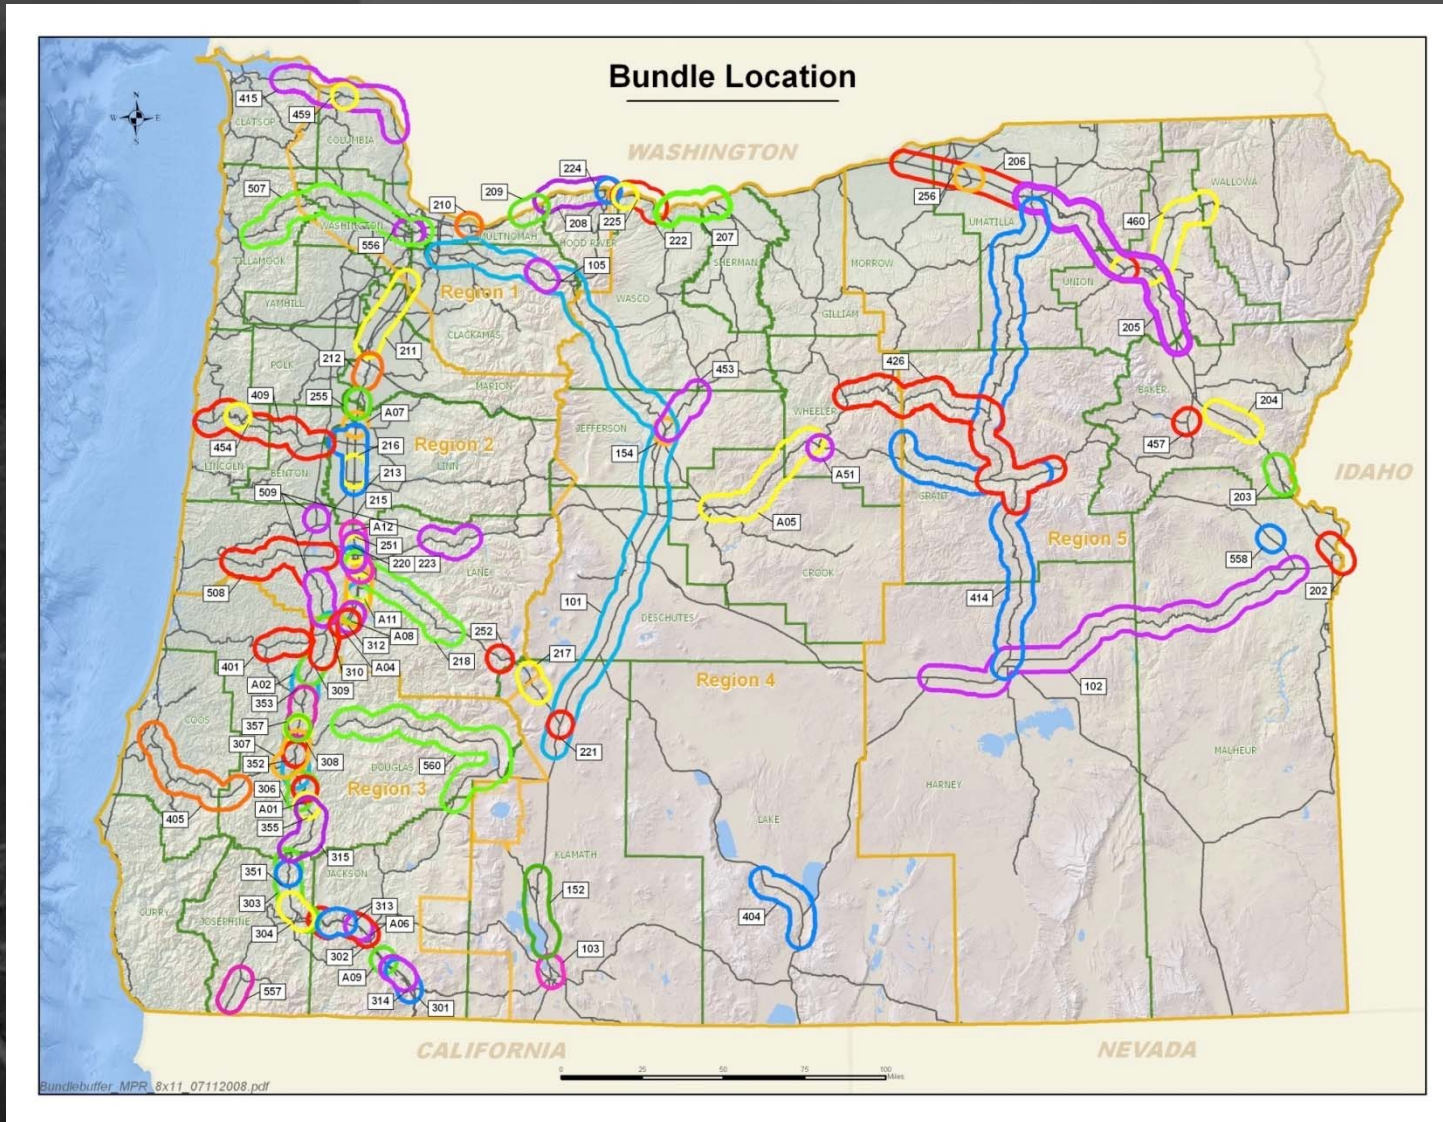 Bundle Location
N
W E
S
WASHINGTON
415
CLATSOP
459
COLUMBIA
224
206
507
209
256
WALLOWA
210
208
225
UMATILLA
460
WASHINGTON
MULTNOMAH
HOOD RIVER
222
207
556
TILLAMOOK
105
SHERMAN
MORROW
UNION
Region 1
YAMHILL
WASCO
GILLIAM
205
CLACKAMAS
212
211
426
POLK
453
MARION
409
255
BAKER
204
A07
WHEELER
JEFFERSON
457
216
Region 2
454
154
IDAHO
LINCOLN
BENTON
LINN
213
A51
509
215
GRANT
203
A12
A05
251
Region 5
220
223
558
LANE
CROOK
508
202
101
414
A11
DESCHUTES
A08
252
312
217
401
310
A04
218
Region 4
A02
309
102
353
COOS
357
307
308
221
352
DOUGLAS
560
MALHEUR
306
Region 3
HARNEY
A01
405
LAKE
355
315
KLAMATH
351
JACKSON
152
303
313
CURRY
JOSEPHINE
A06
404
304
302
103
A09
557
314
301
CALIFORNIA
NEVADA
0 25 50 75 100
Miles
Bundlebuffer_MPR_8x11_07112008.pdf